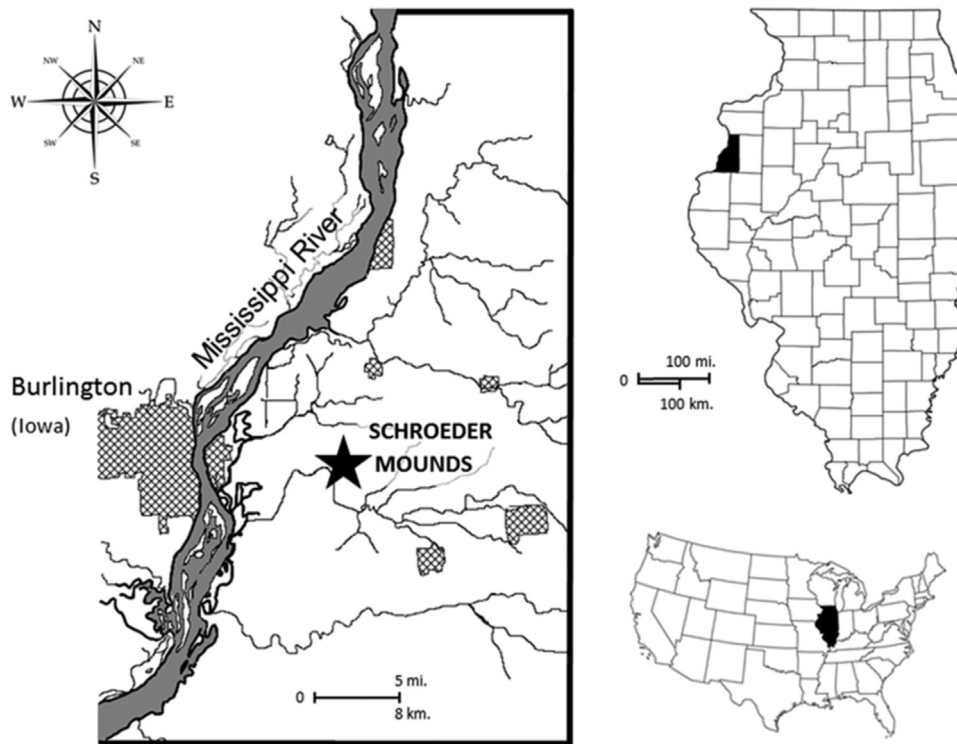 N
NW
NE
W
E
SW
SE
S
Mississippi River
Burlington
(Iowa)
SCHROEDER
MOUNDS
5 mi.
0
8 km.
100 mi.
0
100 km.